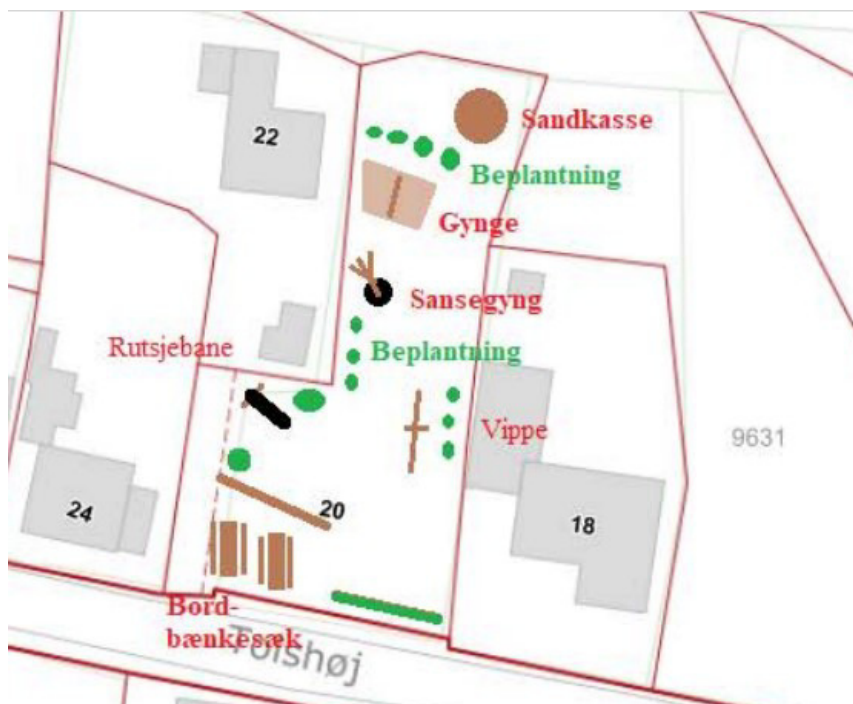 22
Sandkasse
Beplantning
Gynge
Sansegyng
Rutsjebane
Beplantning
Vippe
9631
24
20
18
Bord-
bænkesæk
Tolshøj